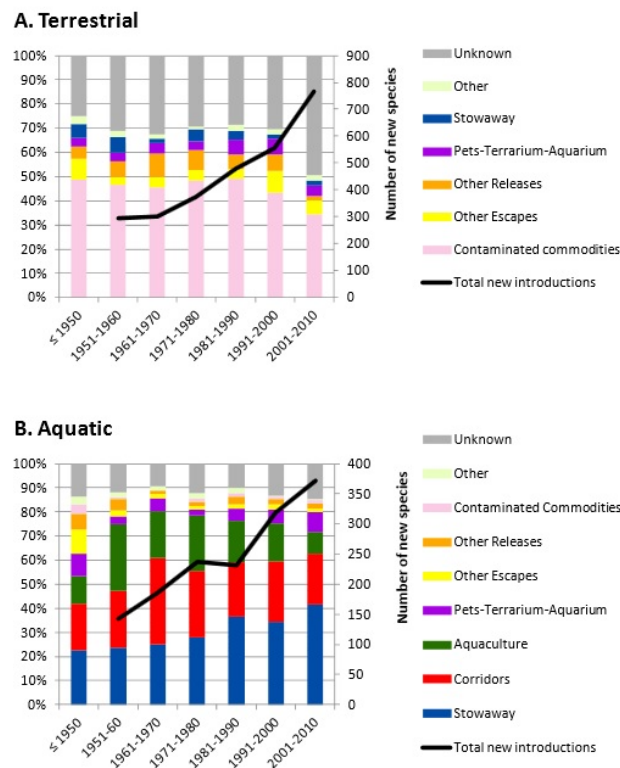 A. Terrestrial
100%
90%
80%
70%
60%
50%
40%
30%
20%
10%
0%
900
800
700
600
500
400
300
200
100
0
Number of new species
≤ 1950
1951-1960
1961-1970
1971-1980
1981-1990
1991-2000
2001-2010
Unknown
Other
Stowaway
Pets-Terrarium-Aquarium
Other Releases
Other Escapes
Contaminated commodities
Total new introductions
B. Aquatic
100%
90%
80%
70%
60%
50%
40%
30%
20%
10%
0%
400
350
300
250
200
150
100
50
0
Number of new species
≤ 1950
1951-60
1961-1970
1971-1980
1981-1990
1991-2000
2001-2010
Unknown
Other
Contaminated Commodities
Other Releases
Other Escapes
Pets-Terrarium-Aquarium
Aquaculture
Corridors
Stowaway
Total new introductions